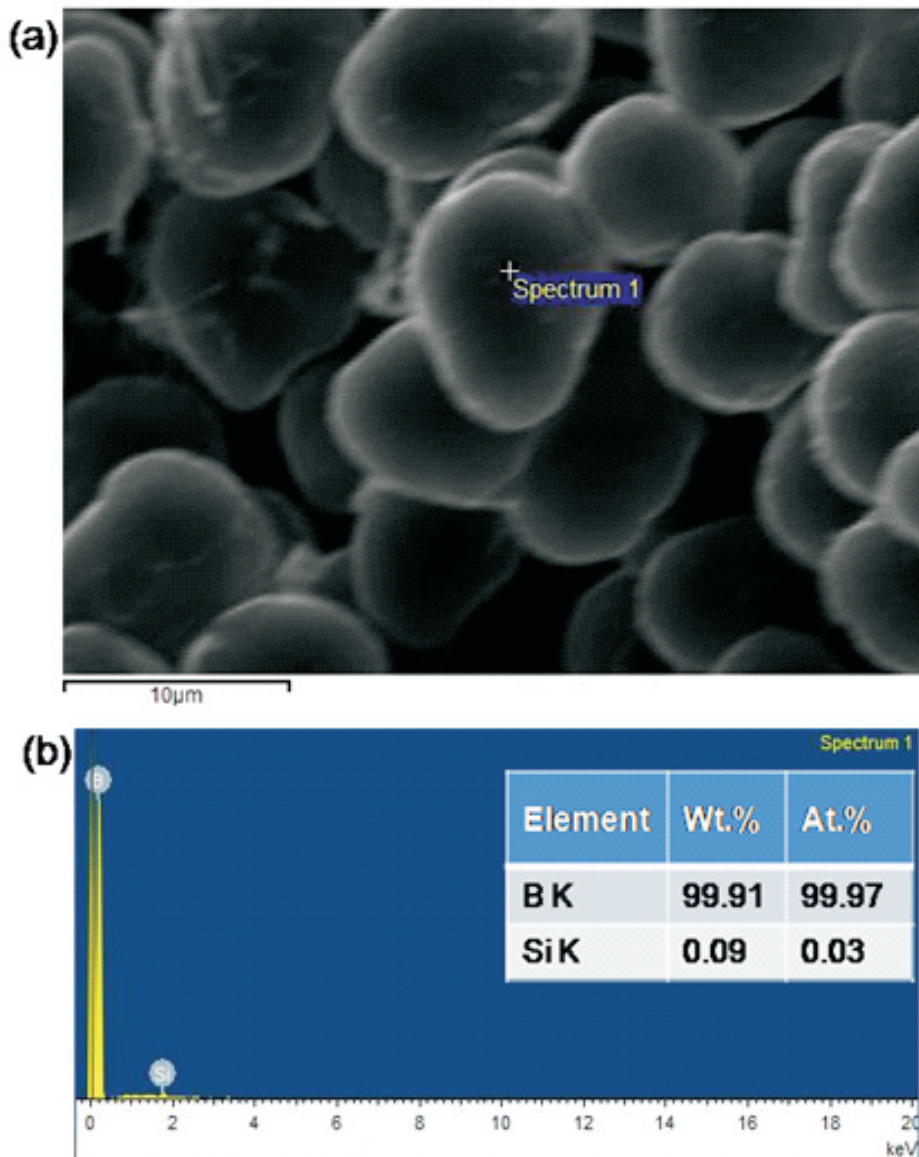 (a)
Spectrum 1
10µm
(b)
Spectrum 1
B
Element Wt.% At.%
B K 99.91 99.97
Si K 0.09 0.03
Si
0 2 4 6 8 10 12 14 16 18 20
keV